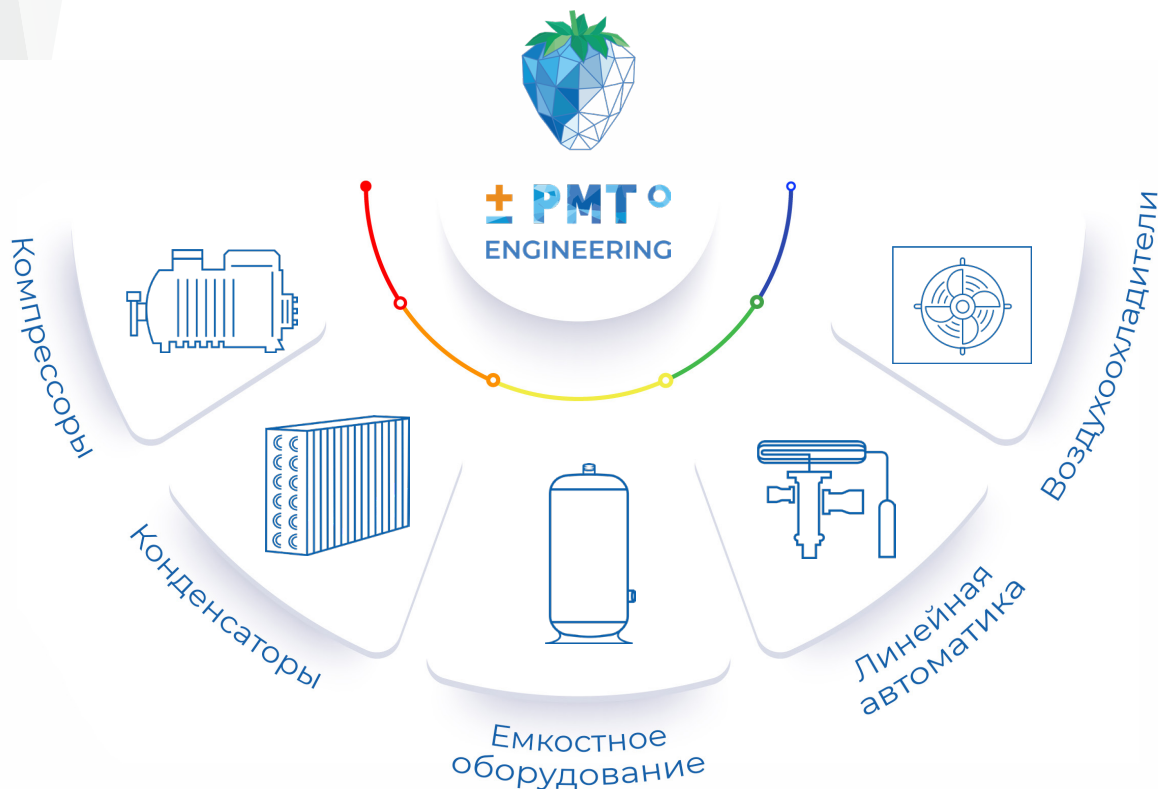 ± PMT°
ENGINEERING
Компрессоры
Конденсаторы
Емкостное
оборудование
Линейная
автоматика
Воздухоохладители